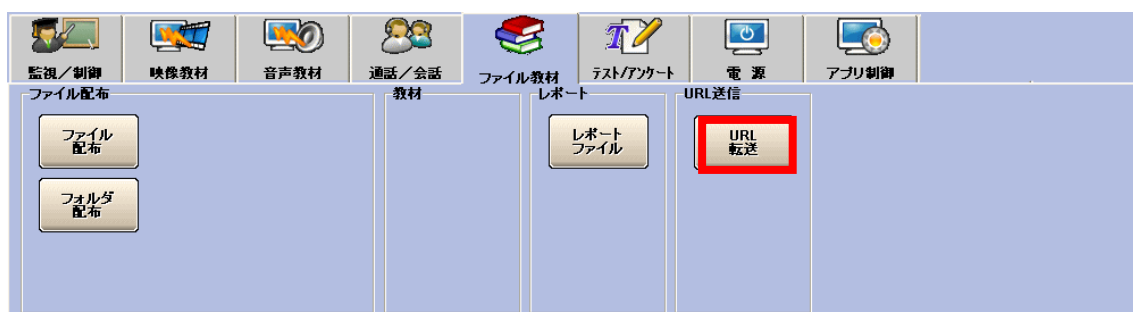 監視／制御
映像教材
音声教材
通話／会話
ファイル教材
テスト/アンケート
電 源
アプリ制御
ファイル配布
教材
レポート
URL送信
ファイル
配布
レポート
ファイル
URL
転送
フォルダ
配布